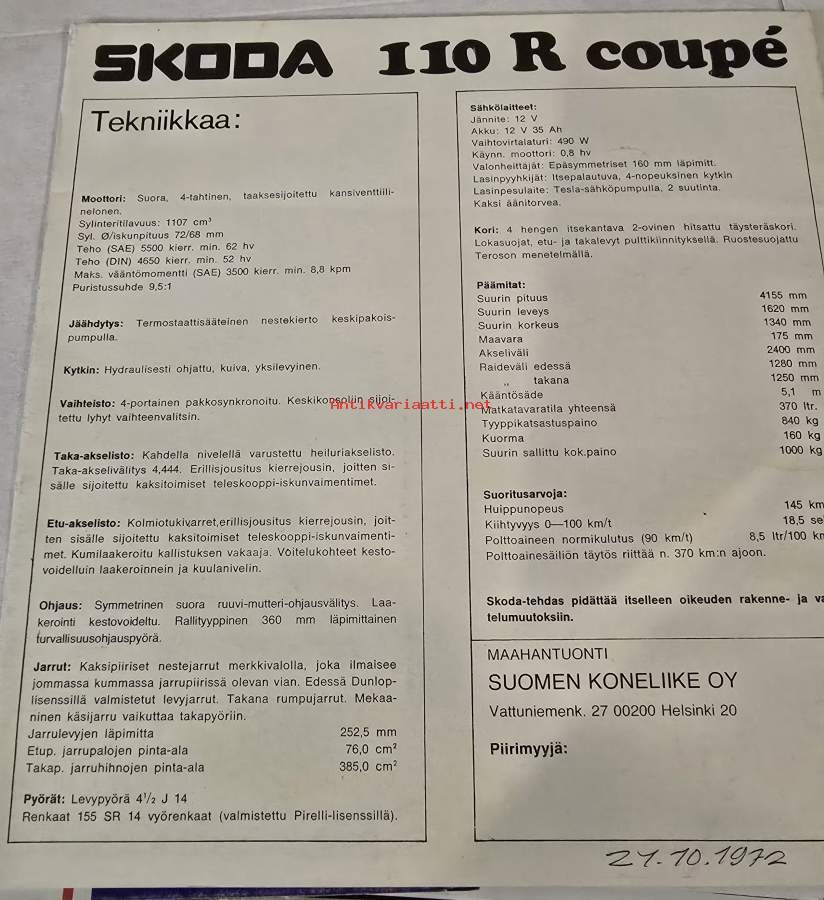 SKODA 110 R coupé
Tekniikkaa:
Moottori: Suora, 4-tahtinen, taaksesijoitettu kansiventtiili-
nelonen.
Sylinteritilavuus: 1107 cm³
Syl. Ø/iskunpituus 72/68 mm
Teho (SAE) 5500 kierr. min. 62 hv
Teho (DIN) 4650 kierr. min. 52 hv
Maks. vääntömomentti (SAE) 3500 kierr. min. 8,8 kpm
Puristussuhde 9,5:1
Jäähdytys: Termostaattisääteinen nestekierto keskipakois-
pumpulla.
Kytkin: Hydraulisesti ohjattu, kuiva, yksilevyinen.
Vaihteisto: 4-portainen pakkosynkronoitu. Keskikonsoliin sijoi-
tettu lyhyt vaihteenvalitsin.
Taka-akselisto: Kahdella nivelellä varustettu heiluriakselisto.
Taka-akselivälitys 4,444. Erillisjousitus kierrejousin, joitten si-
sälle sijoitettu kaksitoimiset teleskooppi-iskunvaimentimet.
Etu-akselisto: Kolmiotukivarret,erillisjousitus kierrejousin, joit-
ten sisälle sijoitettu kaksitoimiset teleskooppi-iskunvaimenti-
met. Kumilaakeroitu kallistuksen vakaaja. Voitelukohteet kesto-
voidelluin laakeroinnein ja kuulanivelin.
Ohjaus: Symmetrinen suora ruuvi-mutteri-ohjausvälitys. Laa-
kerointi kestovoideltu. Rallityyppinen 360 mm läpimittainen
turvallisuusohjauspyörä.
Jarrut: Kaksipiiriset nestejarrut merkkivalolla, joka ilmaisee
jommassa kummassa jarrupiirissä olevan vian. Edessä Dunlop-
lisenssillä valmistetut levyjarrut. Takana rumpujarrut. Mekaa-
ninen käsijarru vaikuttaa takapyöriin.
Jarrulevyjen läpimitta 252,5 mm
Etup. jarrupalojen pinta-ala 76,0 cm²
Takap. jarruhihnojen pinta-ala 385,0 cm²
Pyörät: Levypyörä 4¹/₂ J 14
Renkaat 155 SR 14 vyörenkaat (valmistettu Pirelli-lisenssillä).
Sähkölaitteet:
Jännite: 12 V
Akku: 12 V 35 Ah
Vaihtovirtalaturi: 490 W
Käynn. moottori: 0,8 hv
Valonheittäjät: Epäsymmetriset 160 mm läpimitt.
Lasinpyyhkijät: Itsepalautuva, 4-nopeuksinen kytkin
Lasinpesulaite: Tesla-sähköpumpulla, 2 suutinta.
Kaksi äänitorvea.
Kori: 4 hengen itsekantava 2-ovinen hitsattu täysteräskori.
Lokasuojat, etu- ja takalevyt pulttikiinnityksellä. Ruostesuojattu
Teroson menetelmällä.
Päämitat:
Suurin pituus 4155 mm
Suurin leveys 1620 mm
Suurin korkeus 1340 mm
Maavara 175 mm
Akseliväli 2400 mm
Raideväli edessä 1280 mm
„ takana 1250 mm
Kääntösäde 5,1 m
Matkatavaratila yhteensä 370 ltr.
Tyyppikatsastuspaino 840 kg
Kuorma 160 kg
Suurin sallittu kok.paino 1000 kg
Suoritusarvoja:
Huippunopeus 145 km
Kiihtyvyys 0—100 km/t 18,5 se
Polttoaineen normikulutus (90 km/t) 8,5 ltr/100 km
Polttoainesäiliön täytös riittää n. 370 km:n ajoon.
Skoda-tehdas pidättää itselleen oikeuden rakenne- ja va
telumuutoksiin.
MAAHANTUONTI
SUOMEN KONELIIKE OY
Vattuniemenk. 27 00200 Helsinki 20
Piirimyyjä:
21.10.1972
Antikvariaatti.net